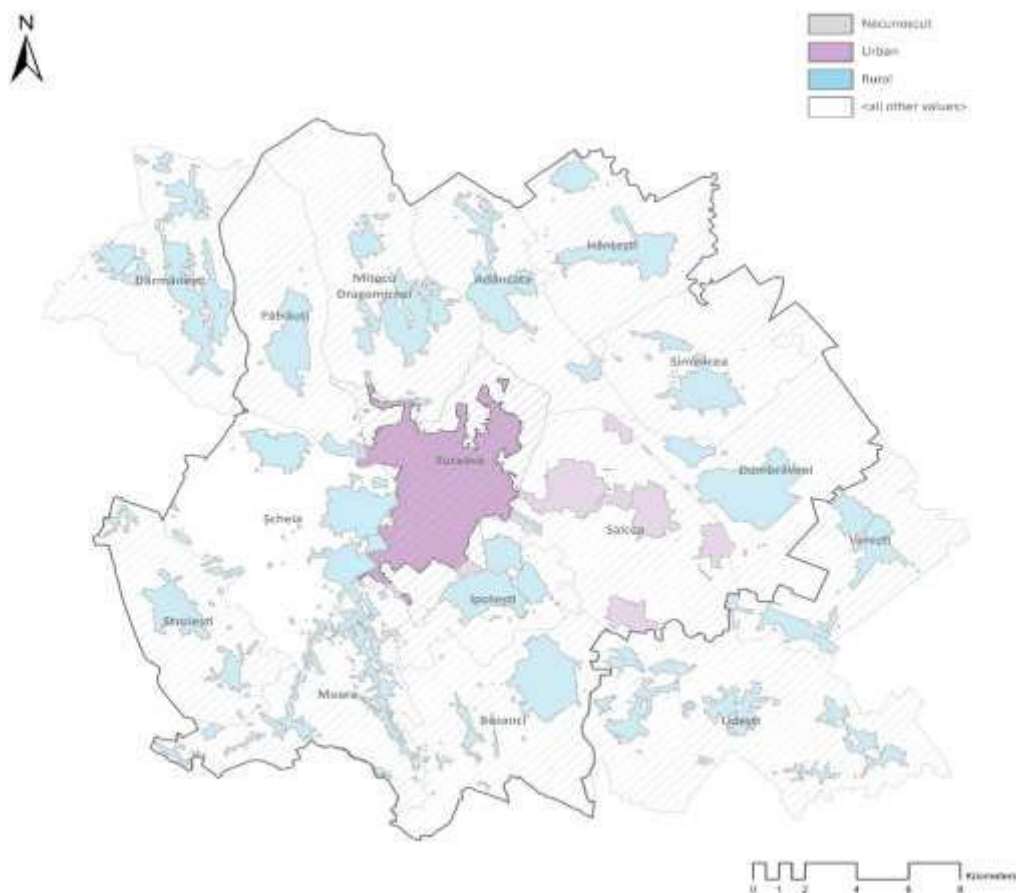 N
Necunoscut
Urban
Rural
<all other values>
Hănțești
Dărmănești
Mitocu
Dragomirnei
Adâncata
Pătrăuți
Siminicea
Suceava
Dumbrăveni
Salcea
Șcheia
Verești
Ipotești
Stroiești
Moara
Bosanci
Udești
Kilometers
0 1 2 4 6 8